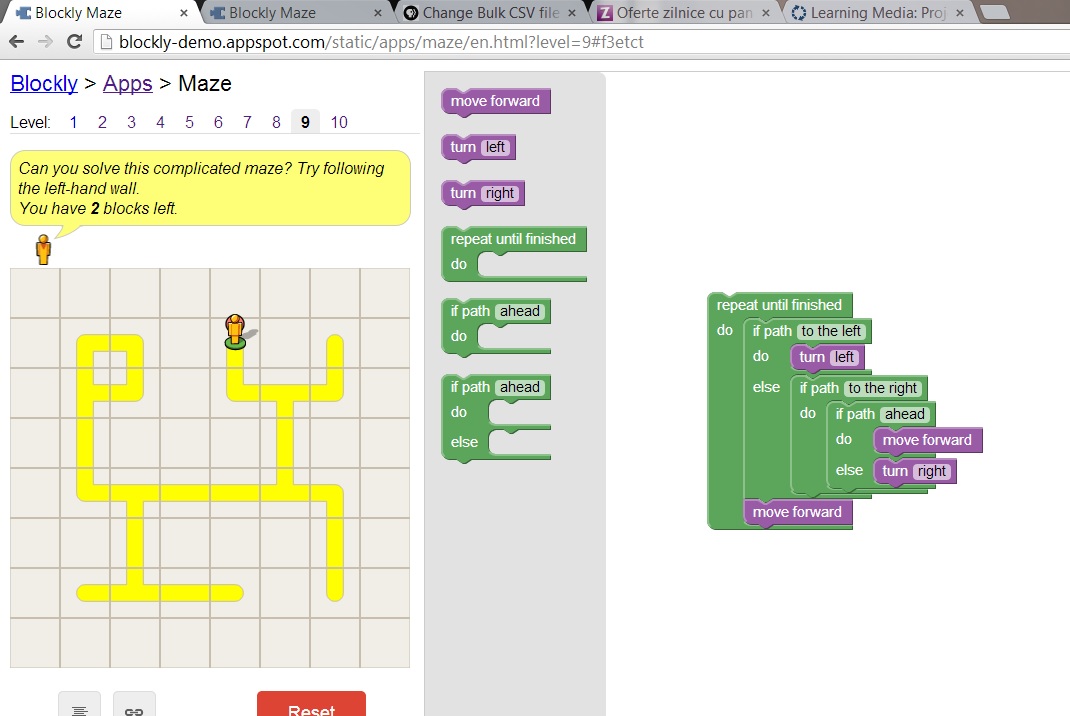 Blockly Maze
Blockly Maze
Change Bulk CSV file
Oferte zilnice cu pan
Learning Media: Proj
blockly-demo.appspot.com/static/apps/maze/en.html?level=9#f3etct
Blockly > Apps > Maze
Level: 1 2 3 4 5 6 7 8 9 10
Can you solve this complicated maze? Try following
the left-hand wall.
You have 2 blocks left.
Reset
move forward
turn left
turn right
repeat until finished
do
if path ahead
do
if path ahead
do
else
repeat until finished
do if path to the left
do turn left
else if path to the right
do if path ahead
do move forward
else turn right
move forward